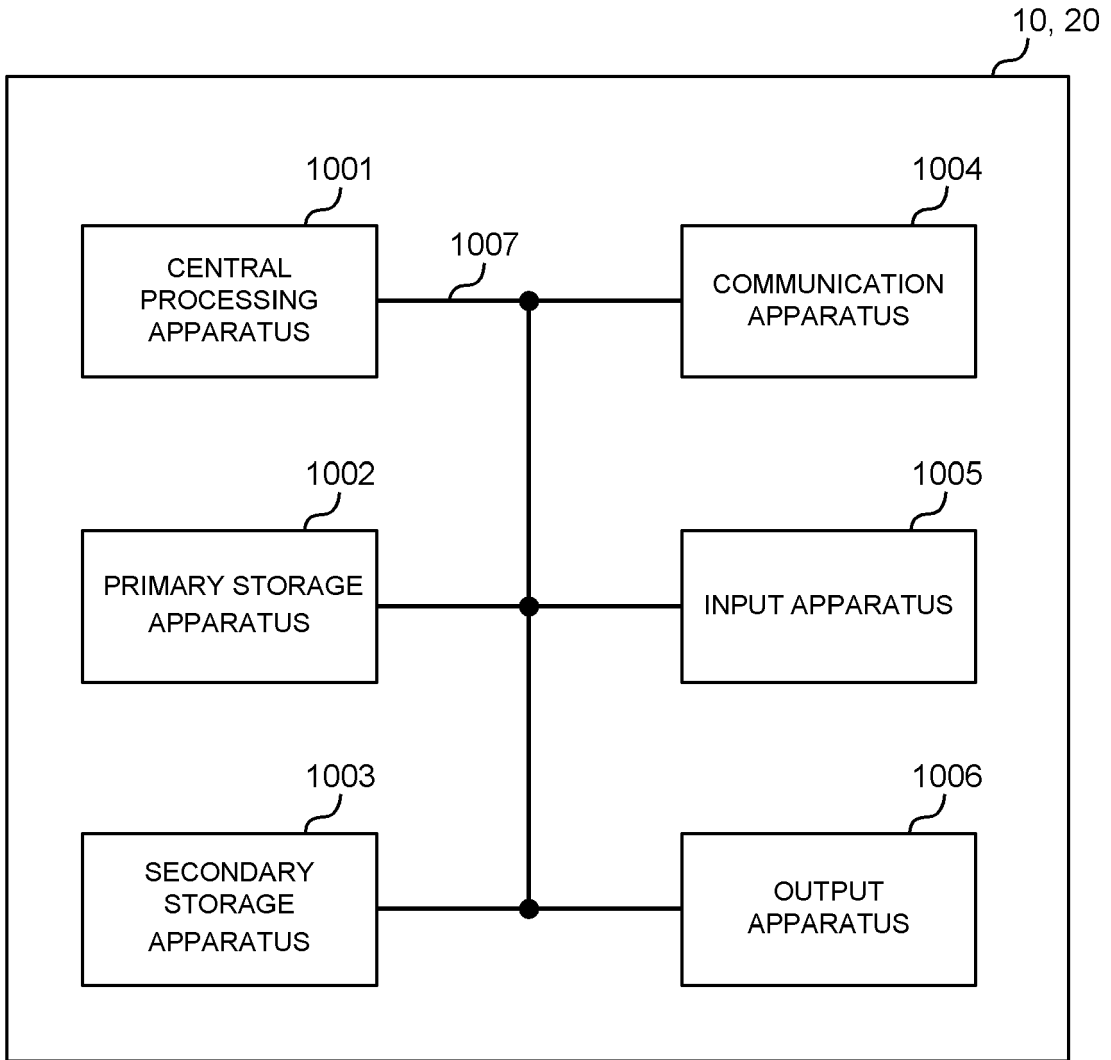 10, 20
1001
CENTRAL
PROCESSING
APPARATUS
1007
1004
COMMUNICATION
APPARATUS
1002
PRIMARY STORAGE
APPARATUS
1005
INPUT APPARATUS
1003
SECONDARY
STORAGE
APPARATUS
1006
OUTPUT
APPARATUS